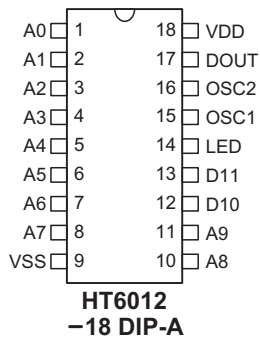 A0 1 18 VDD
A1 2 17 DOUT
A2 3 16 OSC2
A3 4 15 OSC1
A4 5 14 LED
A5 6 13 D11
A6 7 12 D10
A7 8 11 A9
VSS 9 10 A8
HT6012
−18 DIP-A